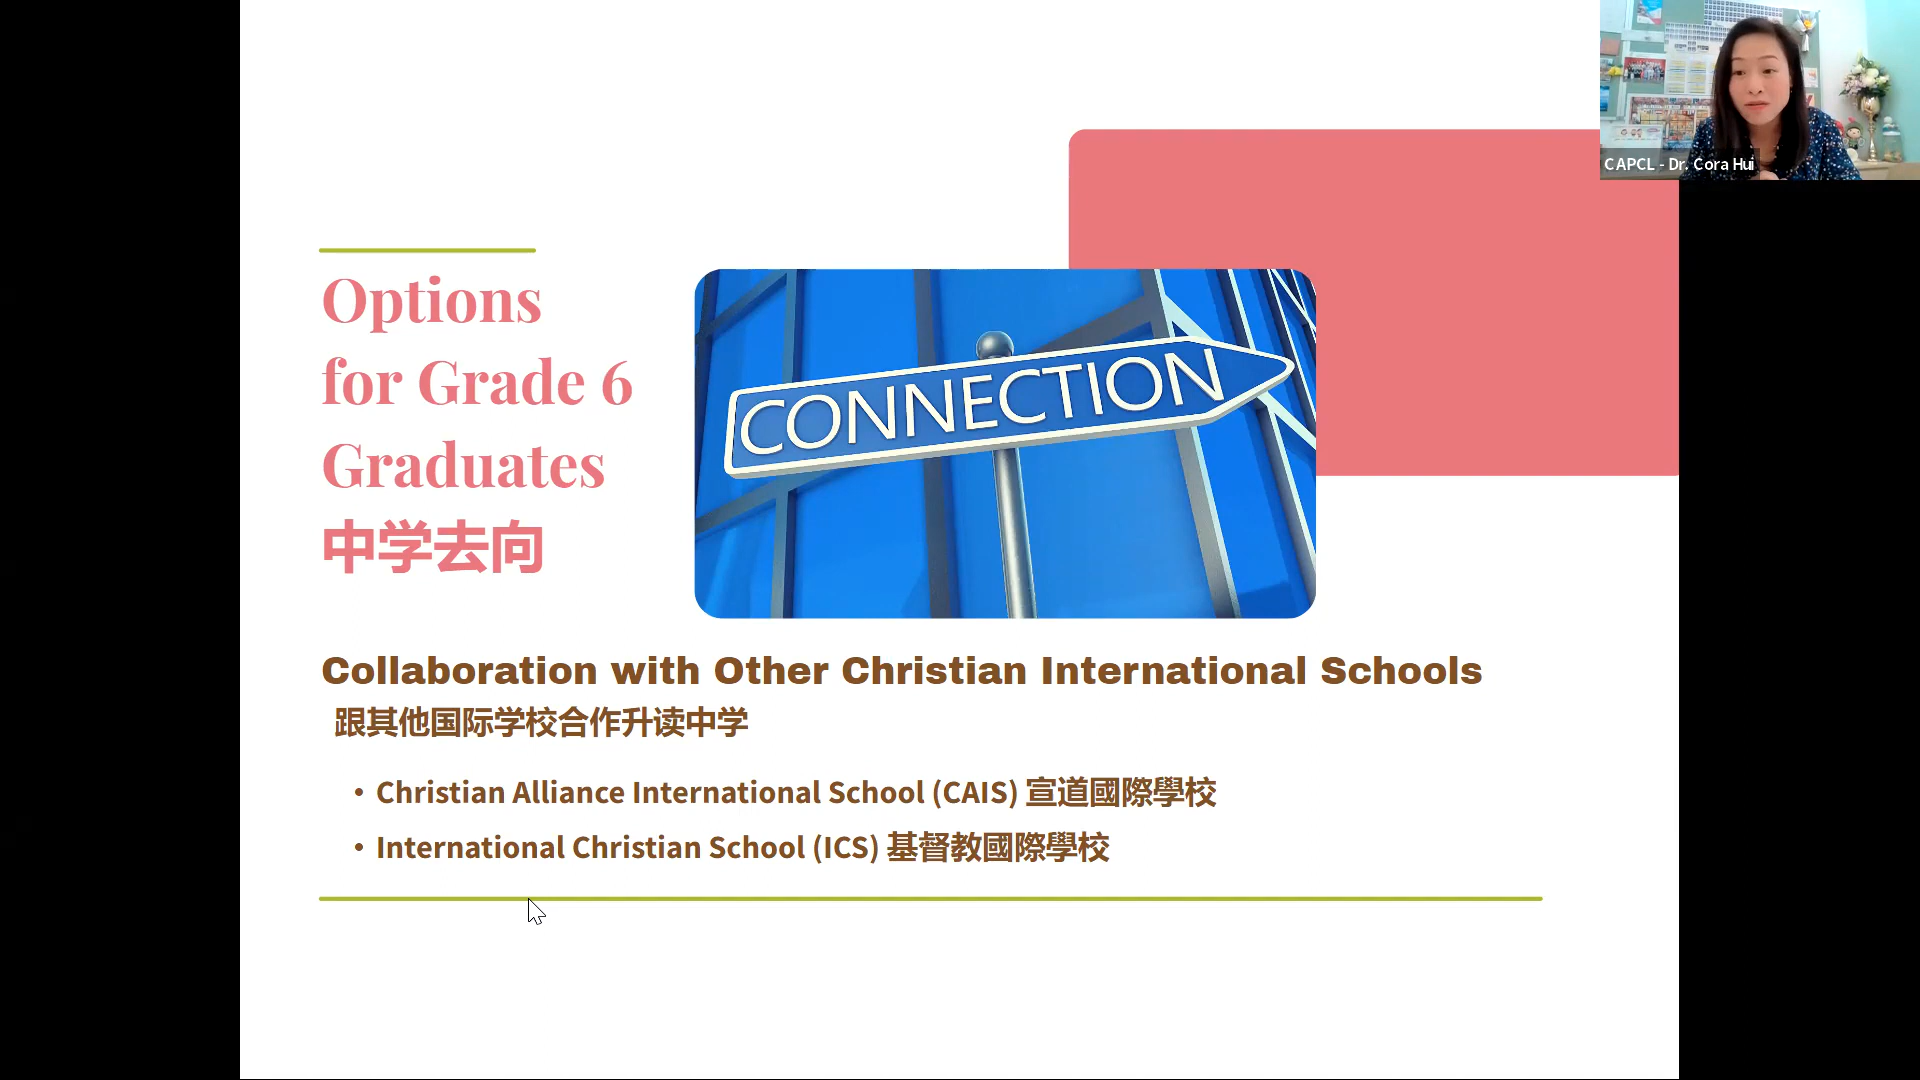 CAPCL - Dr. Cora Hui
Options
for Grade 6
Graduates
中学去向
CONNECTION
Collaboration with Other Christian International Schools
跟其他国际学校合作升读中学
• Christian Alliance International School (CAIS) 宣道國際學校
• International Christian School (ICS) 基督教國際學校